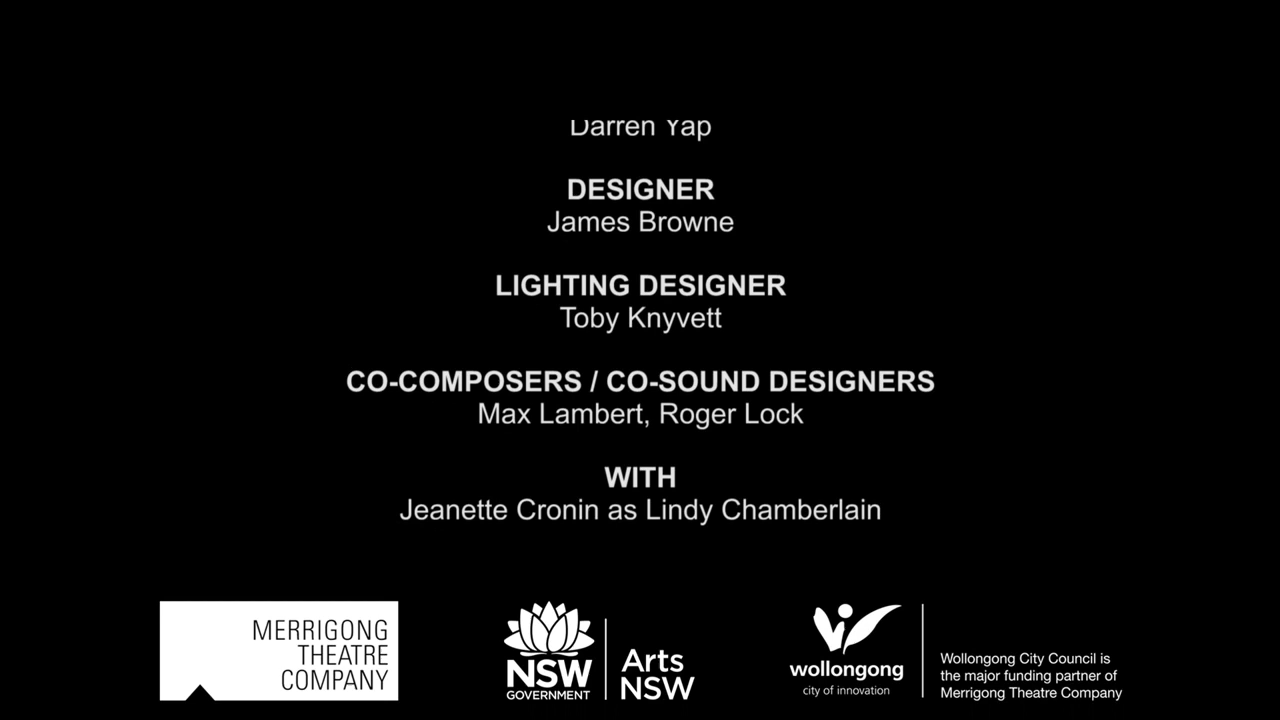 Darren Yap
DESIGNER
James Browne
LIGHTING DESIGNER
Toby Knyvett
CO-COMPOSERS / CO-SOUND DESIGNERS
Max Lambert, Roger Lock
WITH
Jeanette Cronin as Lindy Chamberlain
MERRIGONG
THEATRE
COMPANY
NSW
GOVERNMENT
Arts
NSW
wollongong
city of innovation
Wollongong City Council is
the major funding partner of
Merrigong Theatre Company